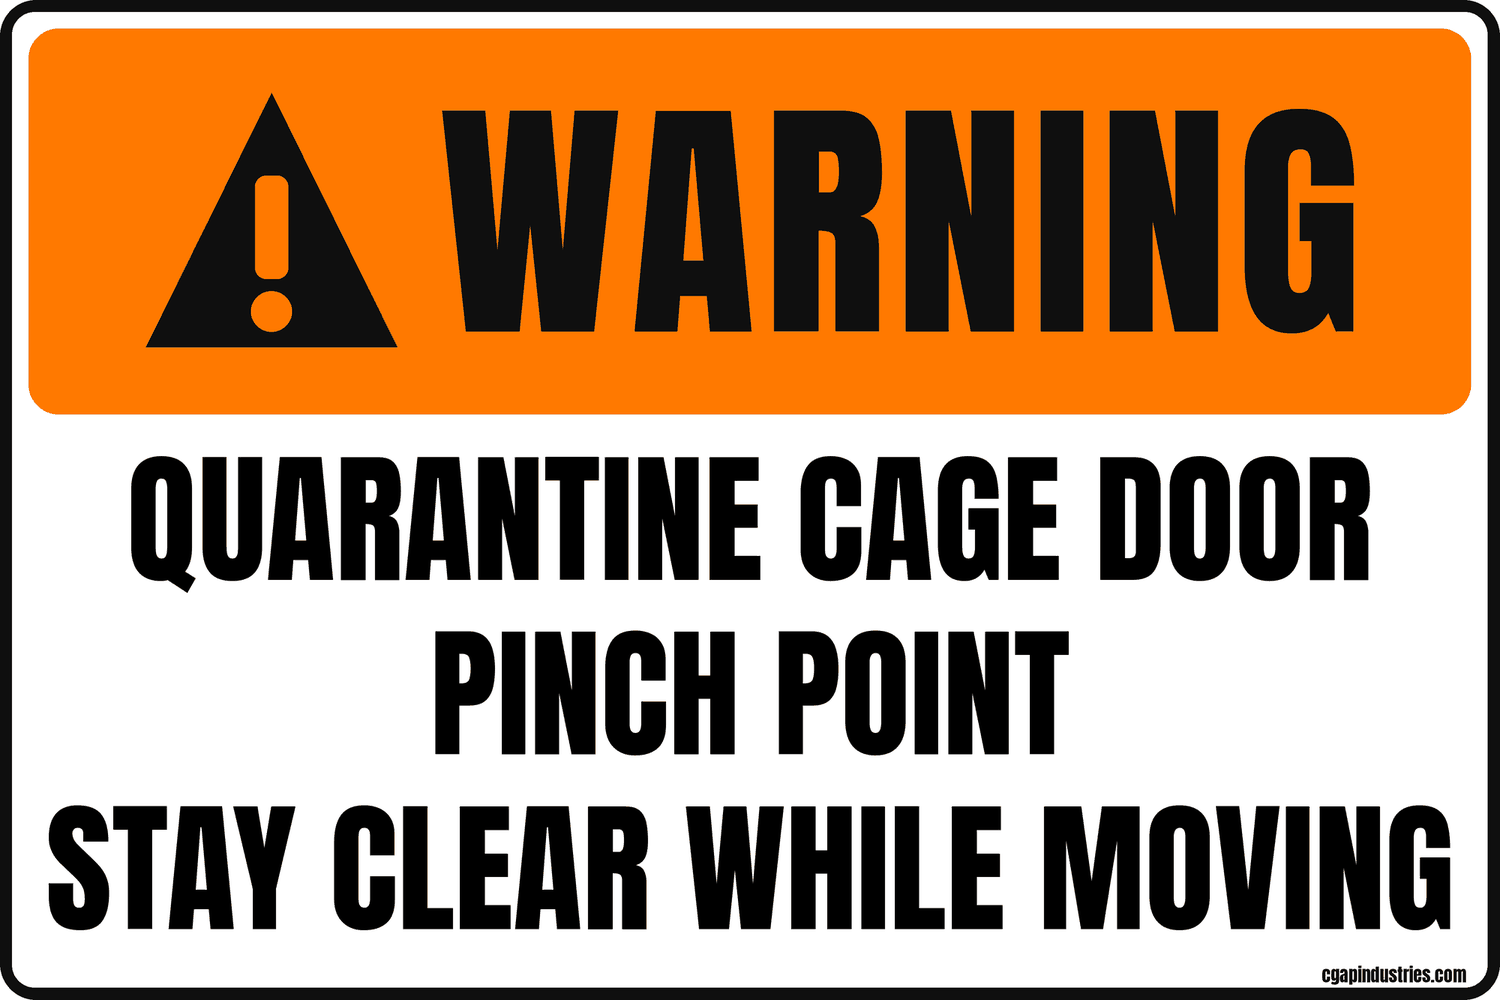 WARNING
QUARANTINE CAGE DOOR
PINCH POINT
STAY CLEAR WHILE MOVING
cgapindustries.com